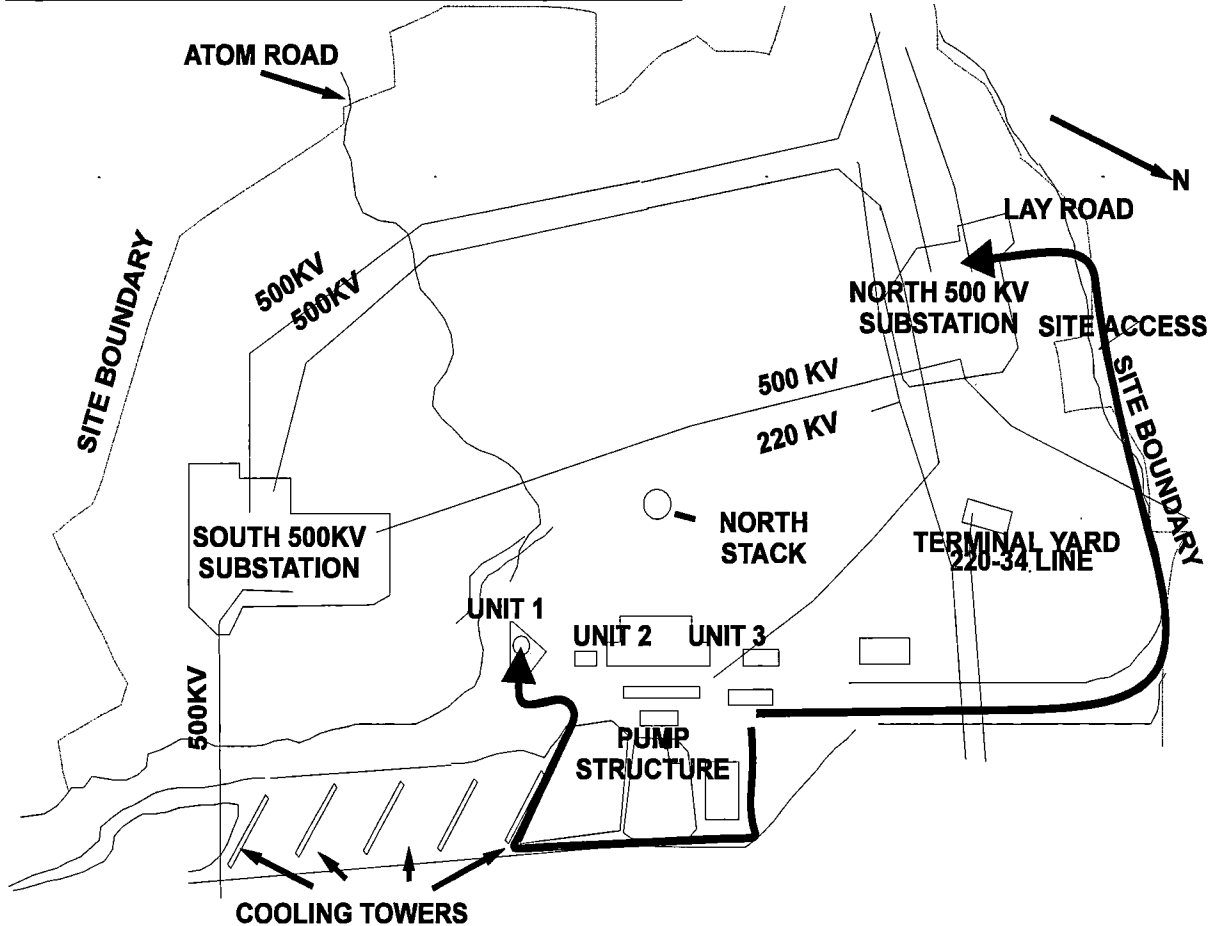 ATOM ROAD
N
LAY ROAD
SITE BOUNDARY
500KV
500KV
NORTH 500 KV
SUBSTATION
SITE ACCESS
500 KV
220 KV
SITE BOUNDARY
SOUTH 500KV
SUBSTATION
NORTH
STACK
TERMINAL YARD
220-34 LINE
UNIT 1
UNIT 2
UNIT 3
500KV
PUMP
STRUCTURE
COOLING TOWERS